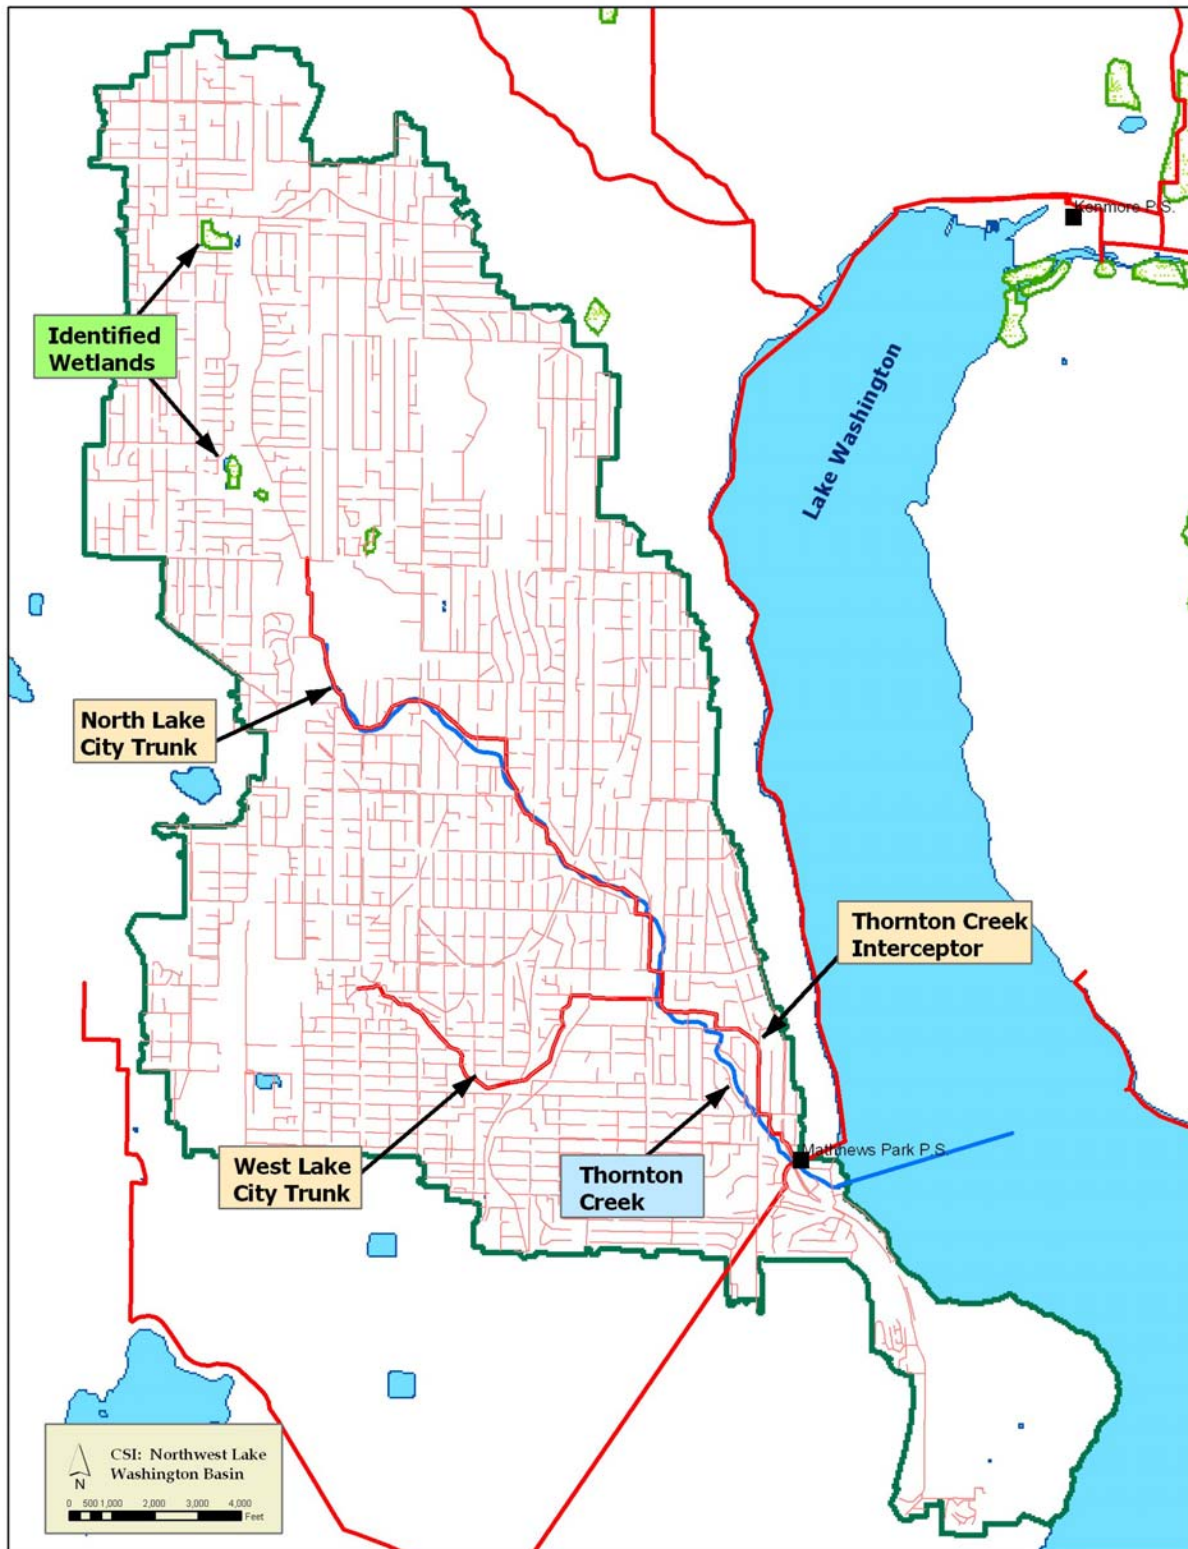 Kenmore P.S.
Identified
Wetlands
Lake Washington
North Lake
City Trunk
Thornton Creek
Interceptor
West Lake
City Trunk
Thornton
Creek
Matthews Park P.S.
CSI: Northwest Lake
Washington Basin
N
0 500 1,000 2,000 3,000 4,000
Feet